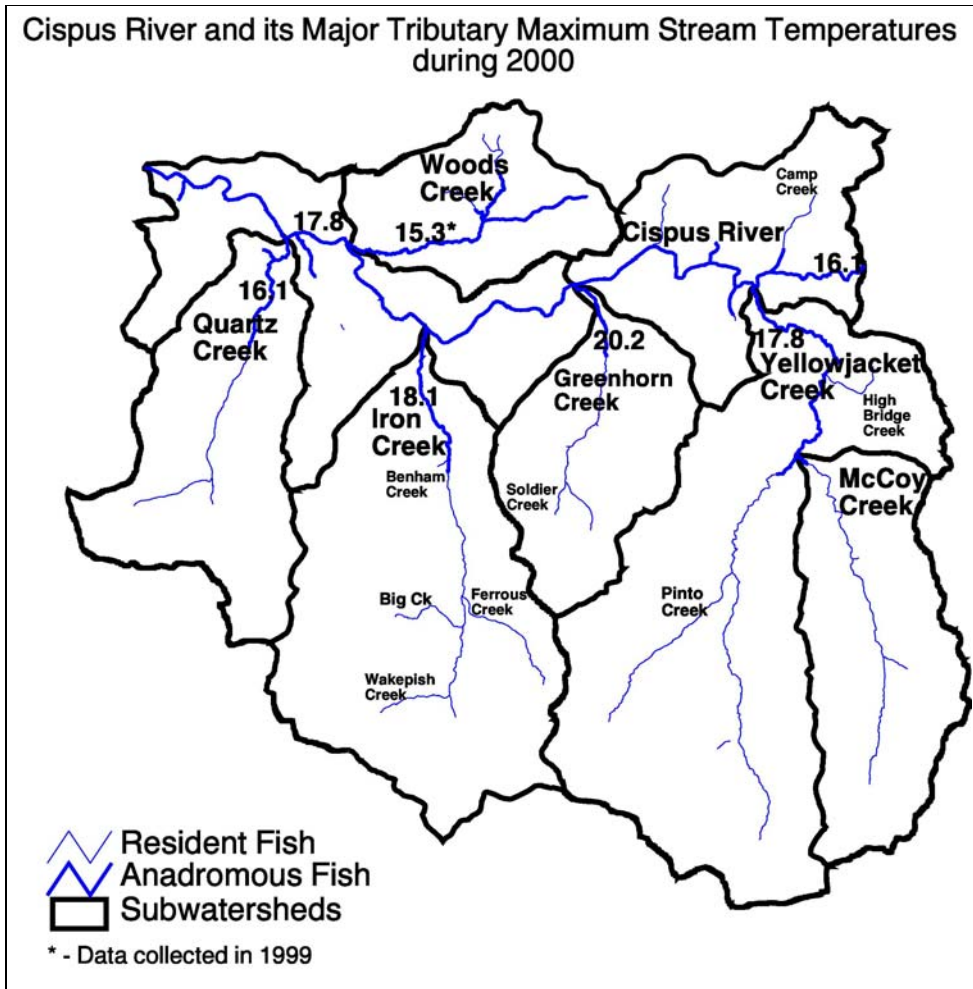 Cispus River and its Major Tributary Maximum Stream Temperatures
during 2000
Woods
Creek
Camp
Creek
17.8
15.3*
Cispus River
16.1
16.1
Quartz
Creek
20.2
17.8
Yellowjacket
Creek
Greenhorn
Creek
18.1
Iron
Creek
High
Bridge
Creek
Benham
Creek
Soldier
Creek
McCoy
Creek
Big Ck
Ferrous
Creek
Pinto
Creek
Wakepish
Creek
Resident Fish
Anadromous Fish
Subwatersheds
* - Data collected in 1999